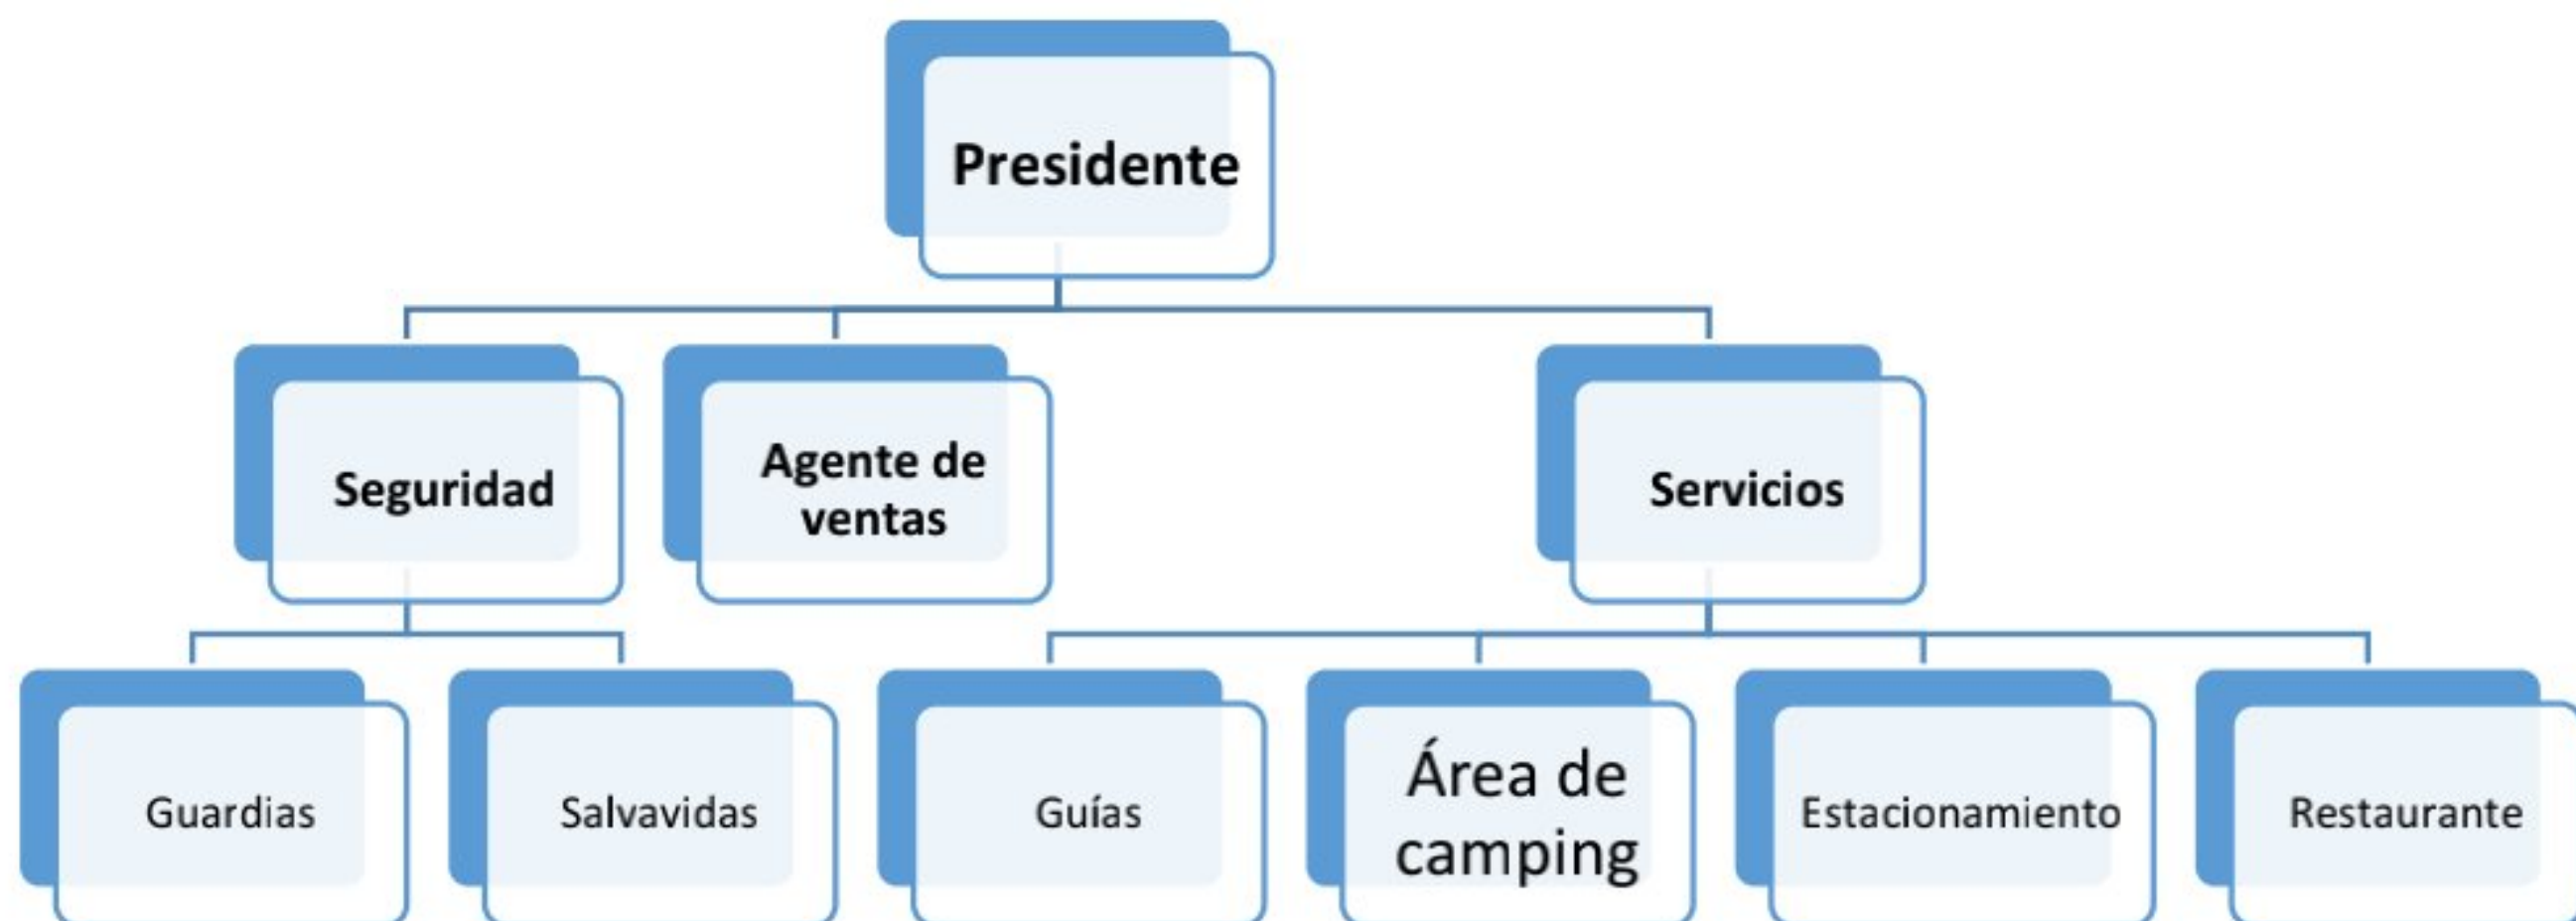 Presidente
Seguridad
Agente de
ventas
Servicios
Guardias
Salvavidas
Guías
Área de
camping
Estacionamiento
Restaurante